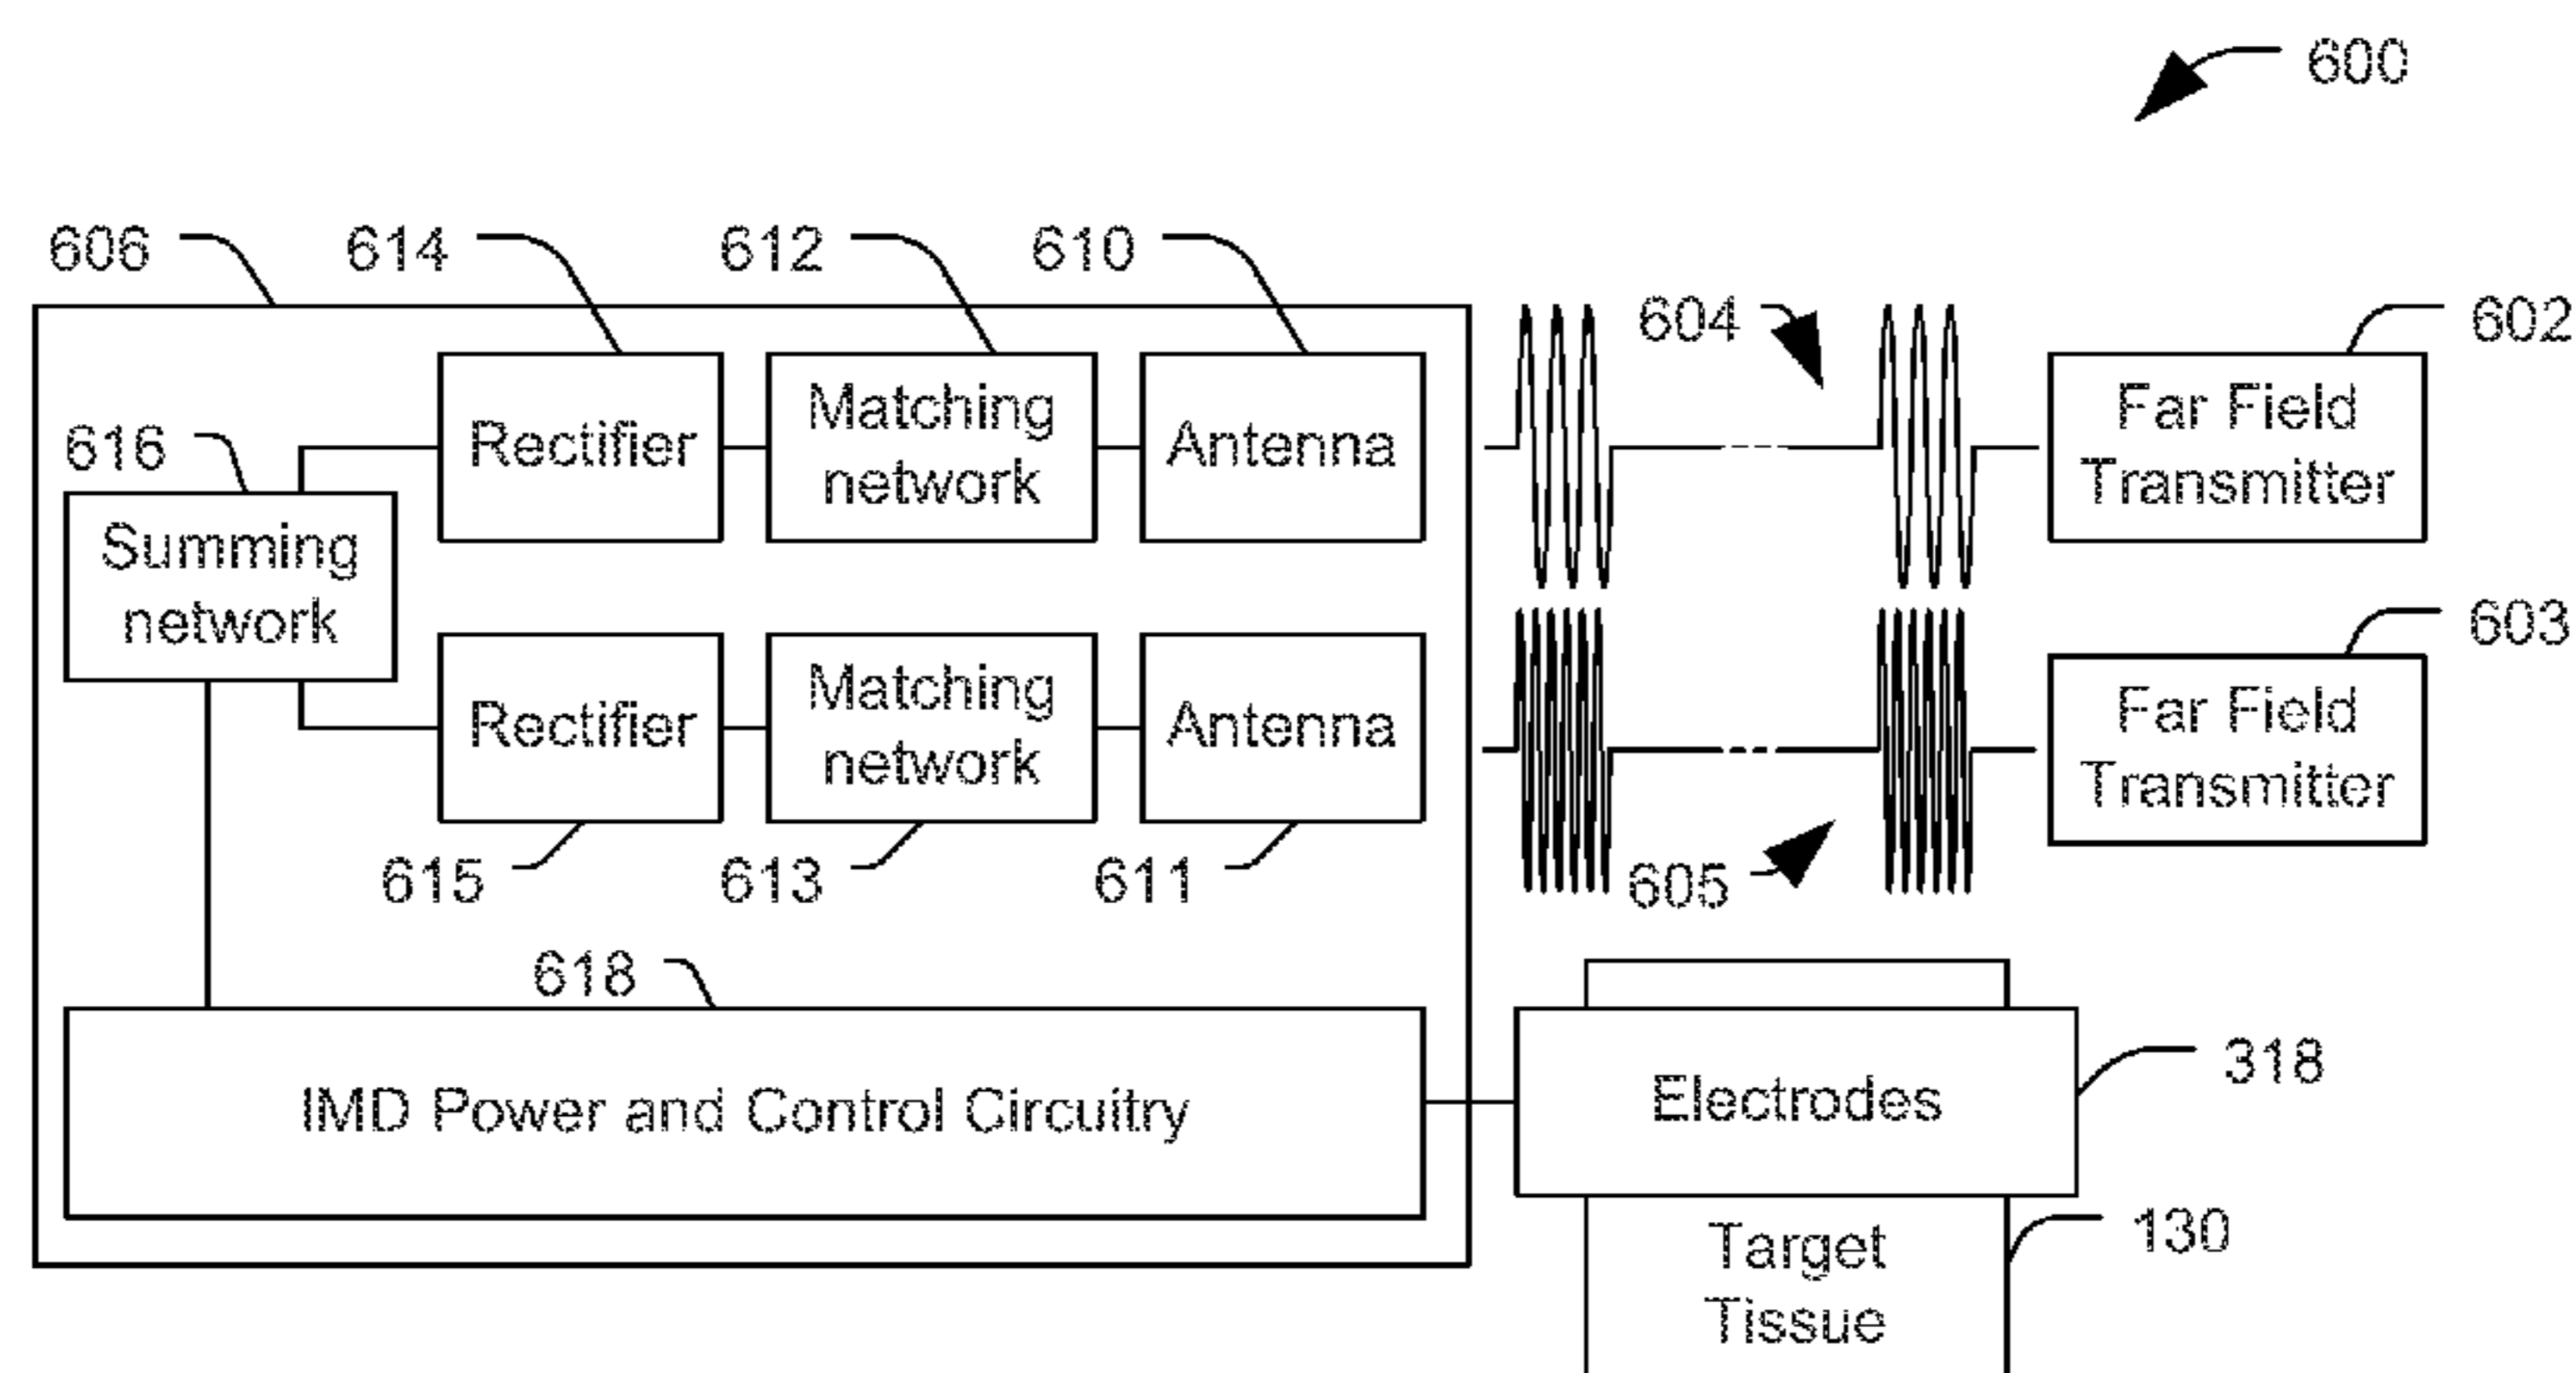 600
606
614
612
610
604
602
616
Rectifier
Matching
network
Antenna
Far Field
Transmitter
Summing
network
603
Rectifier
Matching
network
Antenna
Far Field
Transmitter
615
613
611
605
618
IMD Power and Control Circuitry
Electrodes
318
Target
Tissue
130